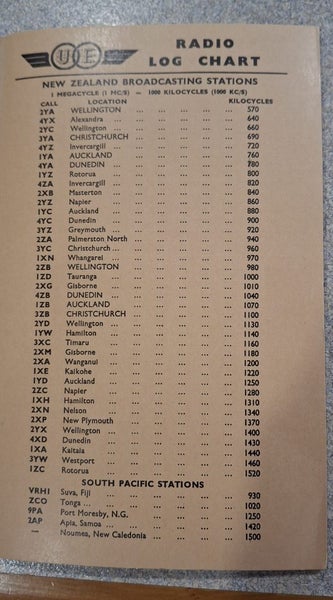 UE
RADIO
LOG CHART
NEW ZEALAND BROADCASTING STATIONS
1 MEGACYCLE (1 MC/S) — 1000 KILOCYCLES (1000 KC/S)
CALL LOCATION KILOCYCLES
2YA WELLINGTON ... ... ... ... 570
4YX Alexandra ... ... ... ... ... 640
2YC Wellington ... ... ... ... 660
3YA CHRISTCHURCH ... ... ... ... 690
4YZ Invercargill ... ... ... ... 720
1YA AUCKLAND ... ... ... ... 760
4YA DUNEDIN ... ... ... ... ... 780
1YZ Rotorua ... ... ... ... ... 800
4ZA Invercargill ... ... ... ... 820
2XB Masterton ... ... ... ... 840
2YZ Napier ... ... ... ... ... 860
1YC Auckland ... ... ... ... ... 880
4YC Dunedin ... ... ... ... ... 900
3YZ Greymouth ... ... ... ... 920
2ZA Palmerston North ... ... ... ... 940
3YC Christchurch ... ... ... ... ... 960
1XN Whangarei ... ... ... ... ... 970
2ZB WELLINGTON ... ... ... ... 980
1ZD Tauranga ... ... ... ... ... 1000
2XG Gisborne ... ... ... ... ... 1010
4ZB DUNEDIN ... ... ... ... ... 1040
1ZB AUCKLAND ... ... ... ... 1070
3ZB CHRISTCHURCH ... ... ... ... 1100
2YD Wellington ... ... ... ... ... 1130
1YW Hamilton ... ... ... ... ... 1140
3XC Timaru ... ... ... ... ... 1160
2XM Gisborne ... ... ... ... ... 1180
2XA Wanganui ... ... ... ... ... 1200
1XE Kaikohe ... ... ... ... ... 1220
1YD Auckland ... ... ... ... ... 1250
2ZC Napier ... ... ... ... ... 1280
1XH Hamilton ... ... ... ... ... 1310
2XN Nelson ... ... ... ... ... 1340
2XP New Plymouth ... ... ... ... 1370
2YX Wellington ... ... ... ... ... 1400
4XD Dunedin ... ... ... ... ... 1430
1XA Kaitaia ... ... ... ... ... 1440
3YW Westport ... ... ... ... ... 1460
1ZC Rotorua ... ... ... ... ... 1520
SOUTH PACIFIC STATIONS
VRH1 Suva, Fiji ... ... ... ... ... 930
ZCO Tonga ... ... ... ... ... ... 1020
9PA Port Moresby, N.G. ... ... ... ... 1250
2AP Apia, Samoa ... ... ... ... ... 1420
— Noumea, New Caledonia ... ... ... 1500